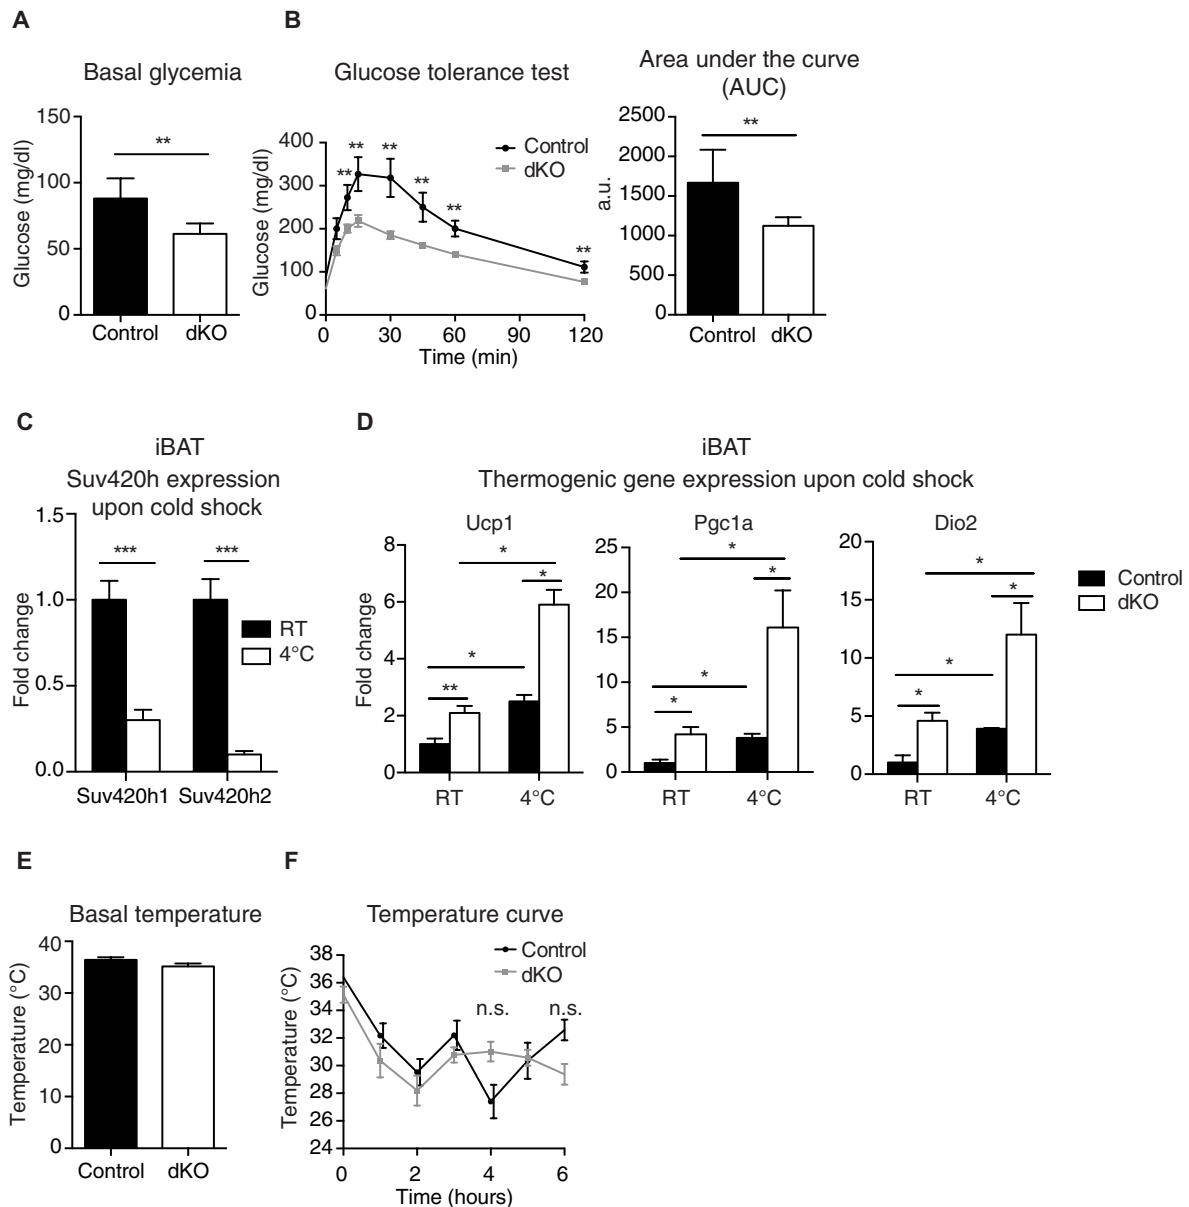 A
Basal glycemia
Glucose (mg/dl)
150
100
50
0
**
Control
dKO
B
Glucose tolerance test
Glucose (mg/dl)
400
300
200
100
0
**
**
**
**
**
**
Control
dKO
0
30
60
90
120
Time (min)
Area under the curve
(AUC)
a.u.
2500
2000
1500
1000
500
0
**
Control
dKO
C
iBAT
Suv420h expression
upon cold shock
Fold change
1.5
1.0
0.5
0.0
***
***
RT
4°C
Suv420h1
Suv420h2
D
iBAT
Thermogenic gene expression upon cold shock
Ucp1
Fold change
8
6
4
2
0
*
*
*
**
RT
4°C
Pgc1a
25
20
15
10
5
0
*
*
*
*
RT
4°C
Dio2
20
15
10
5
0
*
*
*
*
RT
4°C
Control
dKO
E
Basal temperature
Temperature (°C)
40
30
20
10
0
Control
dKO
F
Temperature curve
Temperature (°C)
38
36
34
32
30
28
26
24
Control
dKO
n.s.
n.s.
0
2
4
6
Time (hours)